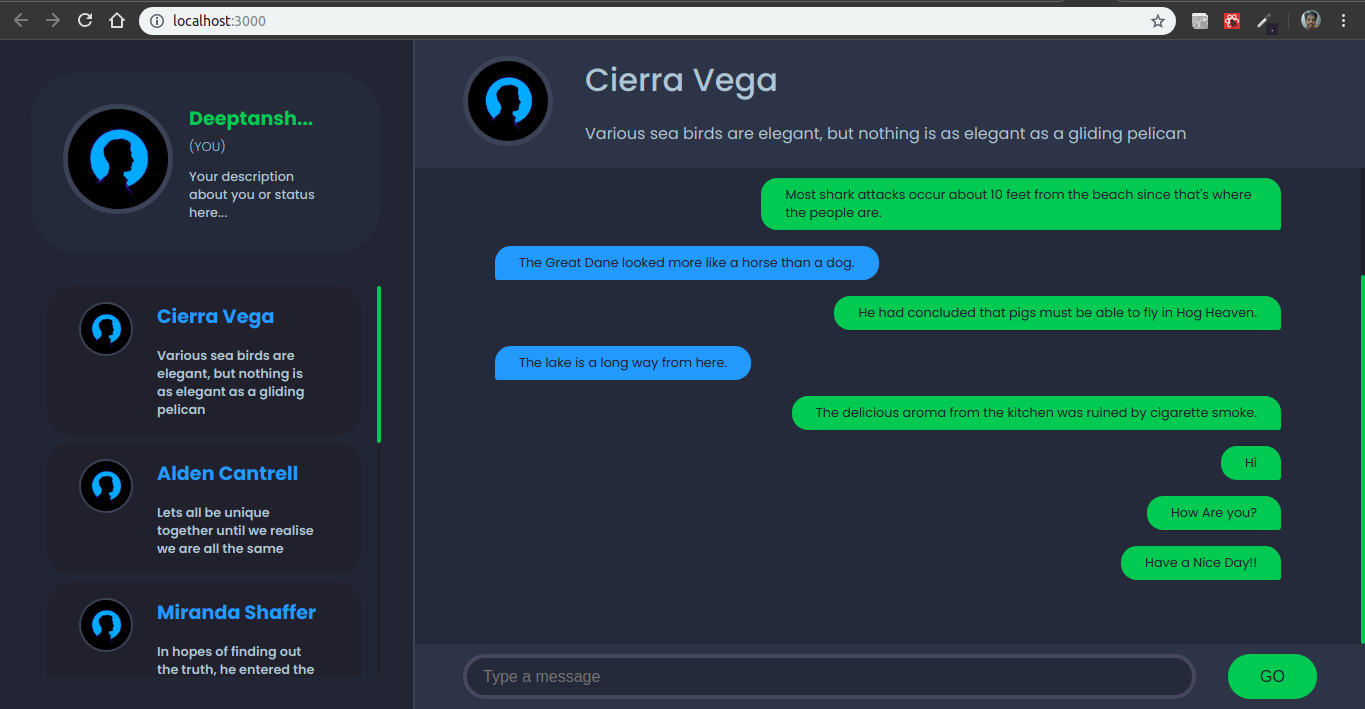 localhost:3000
Deeptansh...
(YOU)
Your description
about you or status
here...
Cierra Vega
Various sea birds are
elegant, but nothing is
as elegant as a gliding
pelican
Alden Cantrell
Lets all be unique
together until we realise
we are all the same
Miranda Shaffer
In hopes of finding out
the truth, he entered the
Cierra Vega
Various sea birds are elegant, but nothing is as elegant as a gliding pelican
Most shark attacks occur about 10 feet from the beach since that's where
the people are.
The Great Dane looked more like a horse than a dog.
He had concluded that pigs must be able to fly in Hog Heaven.
The lake is a long way from here.
The delicious aroma from the kitchen was ruined by cigarette smoke.
Hi
How Are you?
Have a Nice Day!!
Type a message
GO